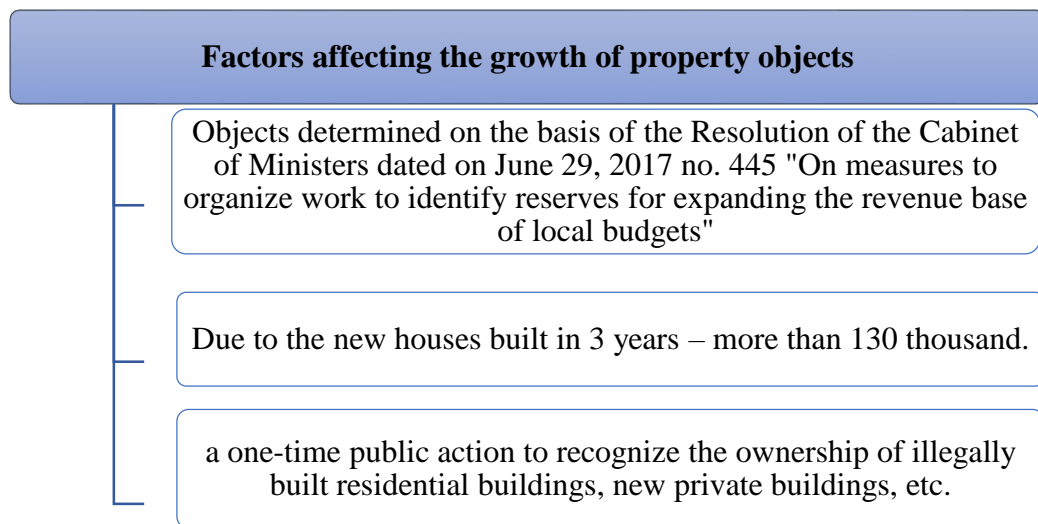 Factors affecting the growth of property objects
Objects determined on the basis of the Resolution of the Cabinet
of Ministers dated on June 29, 2017 no. 445 "On measures to
organize work to identify reserves for expanding the revenue base
of local budgets"
Due to the new houses built in 3 years – more than 130 thousand.
a one-time public action to recognize the ownership of illegally
built residential buildings, new private buildings, etc.